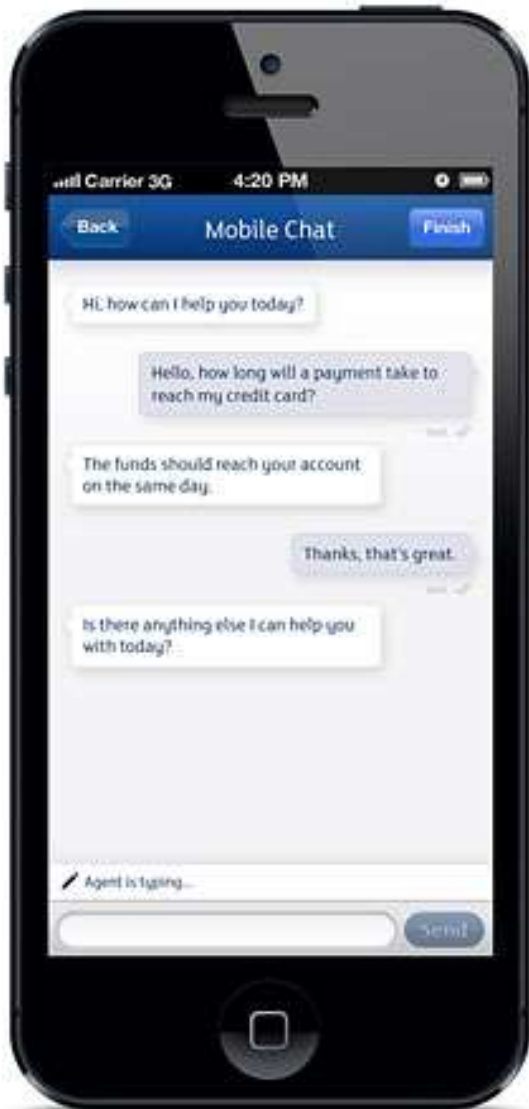 Carrier 3G 4:20 PM
Back Mobile Chat Finish
Hi, how can I help you today?
Hello, how long will a payment take to
reach my credit card?
The funds should reach your account
on the same day.
Thanks, that's great.
Is there anything else I can help you
with today?
Agent is typing...
Send